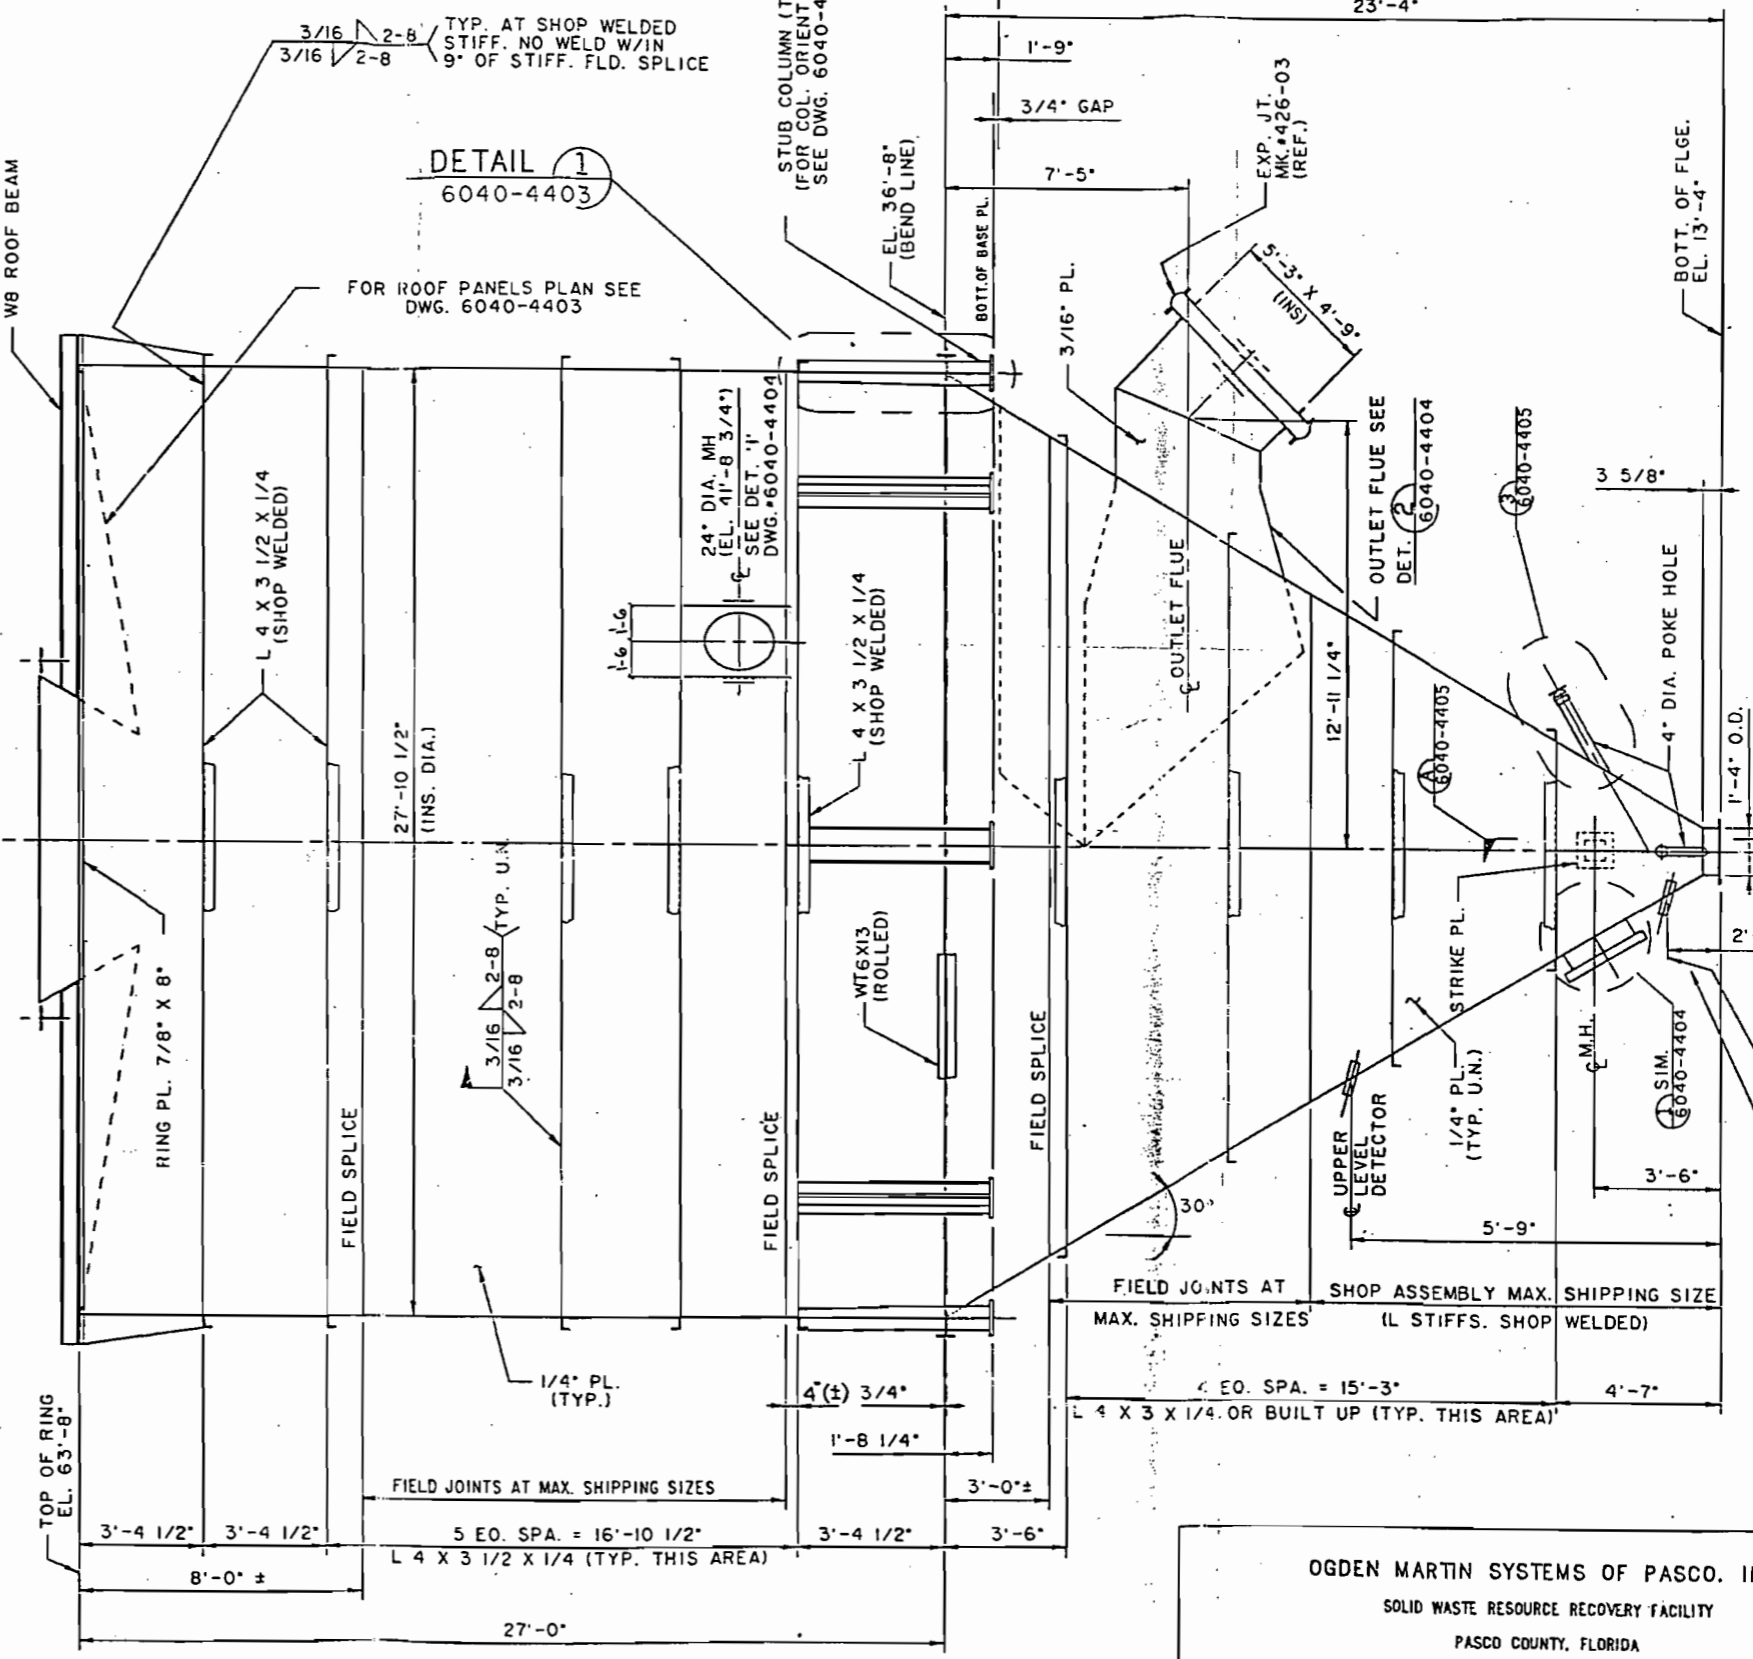 3/16 2-8
3/16 2-8
TYP. AT SHOP WELDED
STIFF. NO WELD W/IN
9" OF STIFF. FLD. SPLICE
DETAIL 1
6040-4403
FOR ROOF PANELS PLAN SEE
DWG. 6040-4403
W8 ROOF BEAM
STUB COLUMN (T
(FOR COL. ORIENT
SEE DWG. 6040-4
23'-4"
1'-9"
3/4" GAP
7'-5"
EL. 36'-8"
(BEND LINE)
BOTT.OF BASE PL.
EXP. JT.
MK.#426-03
(REF.)
5'-3" X 4'-9"
(INS)
3/16" PL.
BOTT. OF FLGE.
EL. 13'-4"
L 4 X 3 1/2 X 1/4
(SHOP WELDED)
27'-10 1/2"
(INS. DIA.)
24" DIA. MH
(EL. 41'-8 3/4")
SEE DET. '1'
DWG.#6040-4404
1'-6 1'-6
L 4 X 3 1/2 X 1/4
(SHOP WELDED)
℄ OUTLET FLUE
12'-11 1/4"
OUTLET FLUE SEE
DET. 2
6040-4404
3
6040-4405
3 5/8"
4" DIA. POKE HOLE
A
6040-4405
1'-4" O.D.
2'
RING PL. 7/8" X 8"
3/16 2-8
3/16 2-8
TYP. U.N.
WT6X13
(ROLLED)
STRIKE PL.
FIELD SPLICE
FIELD SPLICE
FIELD SPLICE
30°
UPPER
LEVEL
DETECTOR
℄
1/4" PL.
(TYP. U.N.)
℄ M.H.
1 SIM.
6040-4404
3'-6"
5'-9"
FIELD JOINTS AT
MAX. SHIPPING SIZES
SHOP ASSEMBLY MAX. SHIPPING SIZE
(L STIFFS. SHOP WELDED)
1/4" PL.
(TYP.)
4"(±) 3/4"
1'-8 1/4"
4 EQ. SPA. = 15'-3"
L 4 X 3 X 1/4 OR BUILT UP (TYP. THIS AREA)
4'-7"
TOP OF RING
EL. 63'-8"
FIELD JOINTS AT MAX. SHIPPING SIZES
3'-0"±
3'-4 1/2"
3'-4 1/2"
5 EQ. SPA. = 16'-10 1/2"
L 4 X 3 1/2 X 1/4 (TYP. THIS AREA)
3'-4 1/2"
3'-6"
8'-0" ±
27'-0"
OGDEN MARTIN SYSTEMS OF PASCO. I
SOLID WASTE RESOURCE RECOVERY FACILITY
PASCO COUNTY, FLORIDA